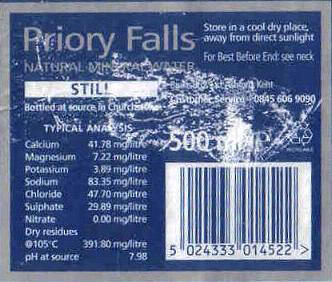 Priory Falls
NATURAL MINERAL WATER
STILL
Bottled at source in
TYPICAL ANALYSIS
Calcium 41.78 mg/litre
Magnesium 7.22 mg/litre
Potassium 3.89 mg/litre
Sodium 83.35 mg/litre
Chloride 47.70 mg/litre
Sulphate 29.89 mg/litre
Nitrate 0.00 mg/litre
Dry residues
@105°C 391.80 mg/litre
pH at source 7.98
Store in a cool dry place,
away from direct sunlight
For Best Before End: see neck
Kent
Customer Service 0845 606 9090
500
RECYCLABLE
5 024333 014522 >